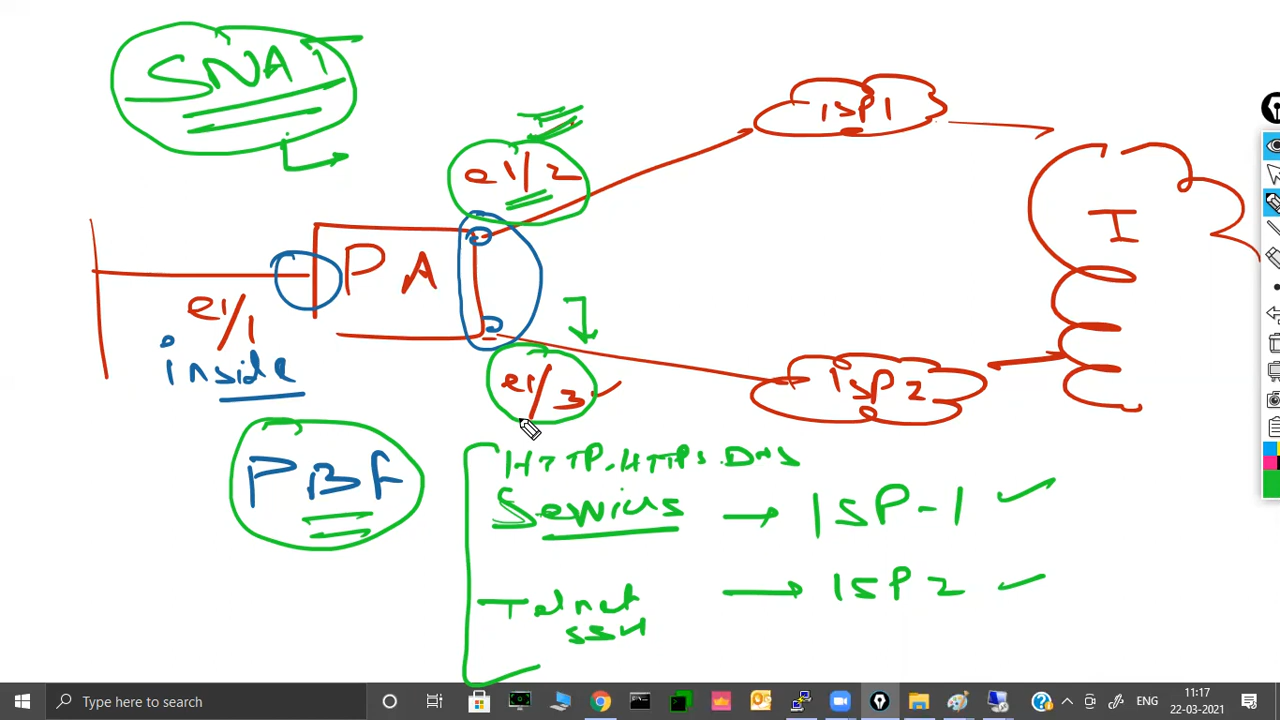 SNAT
ISP1
e1/2
I
PA
e1/1
inside
e1/3
ISP2
PBF
HTTP, HTTPS, DNS
Services → ISP-1 ✓
Telnet → ISP2 ✓
SSH
Type here to search
ENG
11:17
22-03-2021